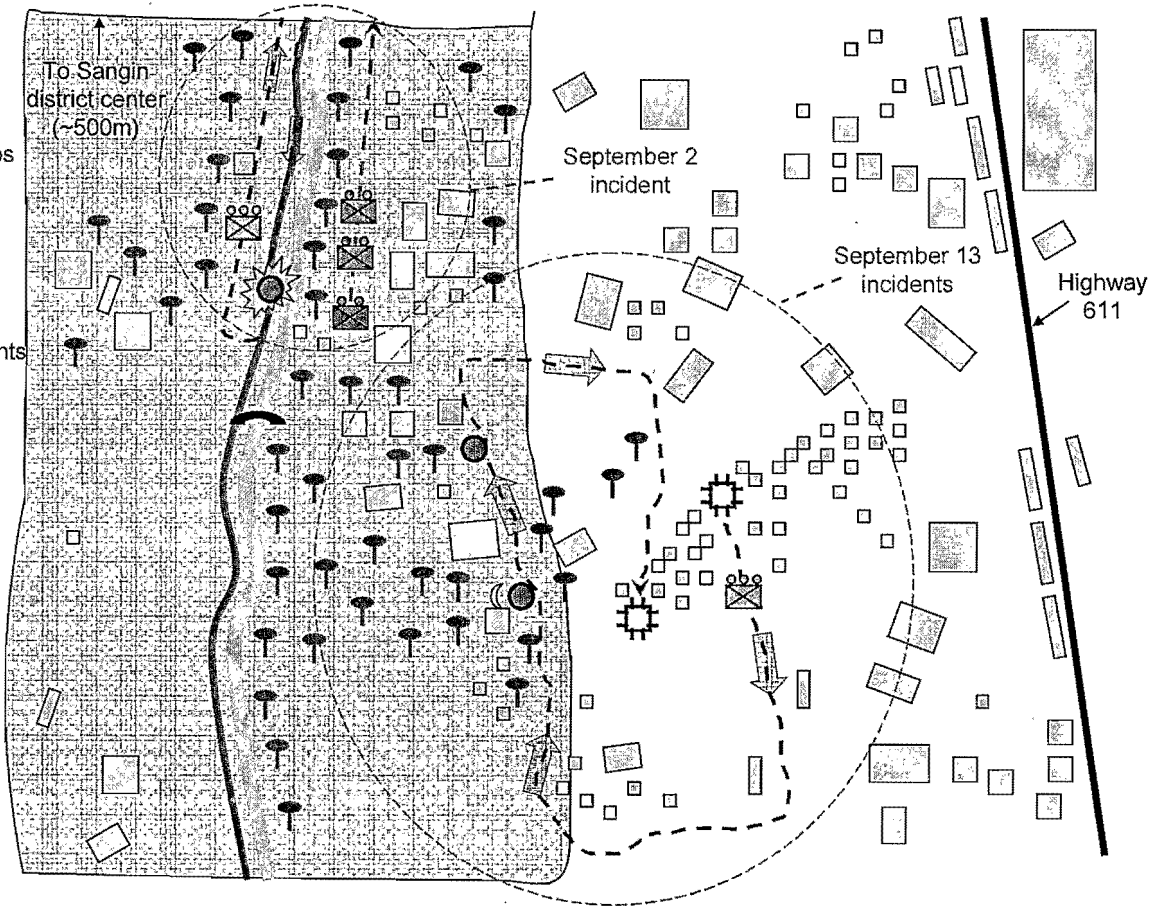 To Sangin
district center
(~500m)
September 2
incident
September 13
incidents
Highway
611